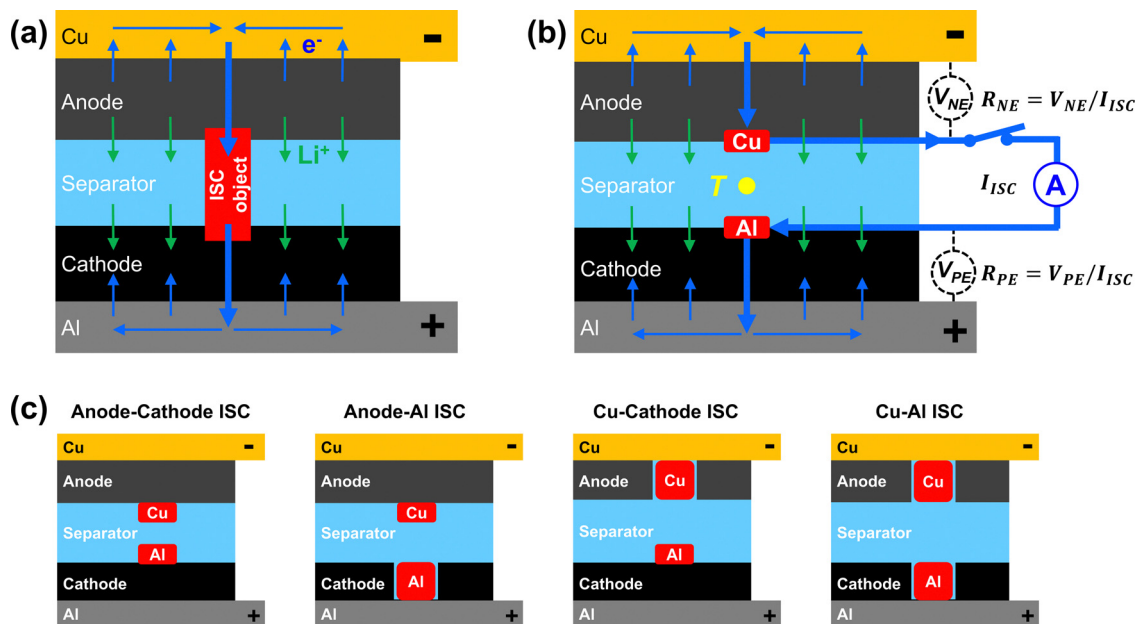 (a)
Cu
-
e-
Anode
Li+
Separator
ISC object
Cathode
Al
+
(b)
Cu
-
Anode
V_NE
R_NE = V_NE/I_ISC
Cu
Separator
T
I_ISC
A
Al
Cathode
V_PE
R_PE = V_PE/I_ISC
Al
+
(c)
Anode-Cathode ISC
Cu
-
Anode
Cu
Separator
Al
Cathode
Al
+
Anode-Al ISC
Cu
-
Anode
Cu
Separator
Cathode
Al
Al
+
Cu-Cathode ISC
Cu
-
Anode
Cu
Separator
Al
Cathode
Al
+
Cu-Al ISC
Cu
-
Anode
Cu
Separator
Cathode
Al
Al
+